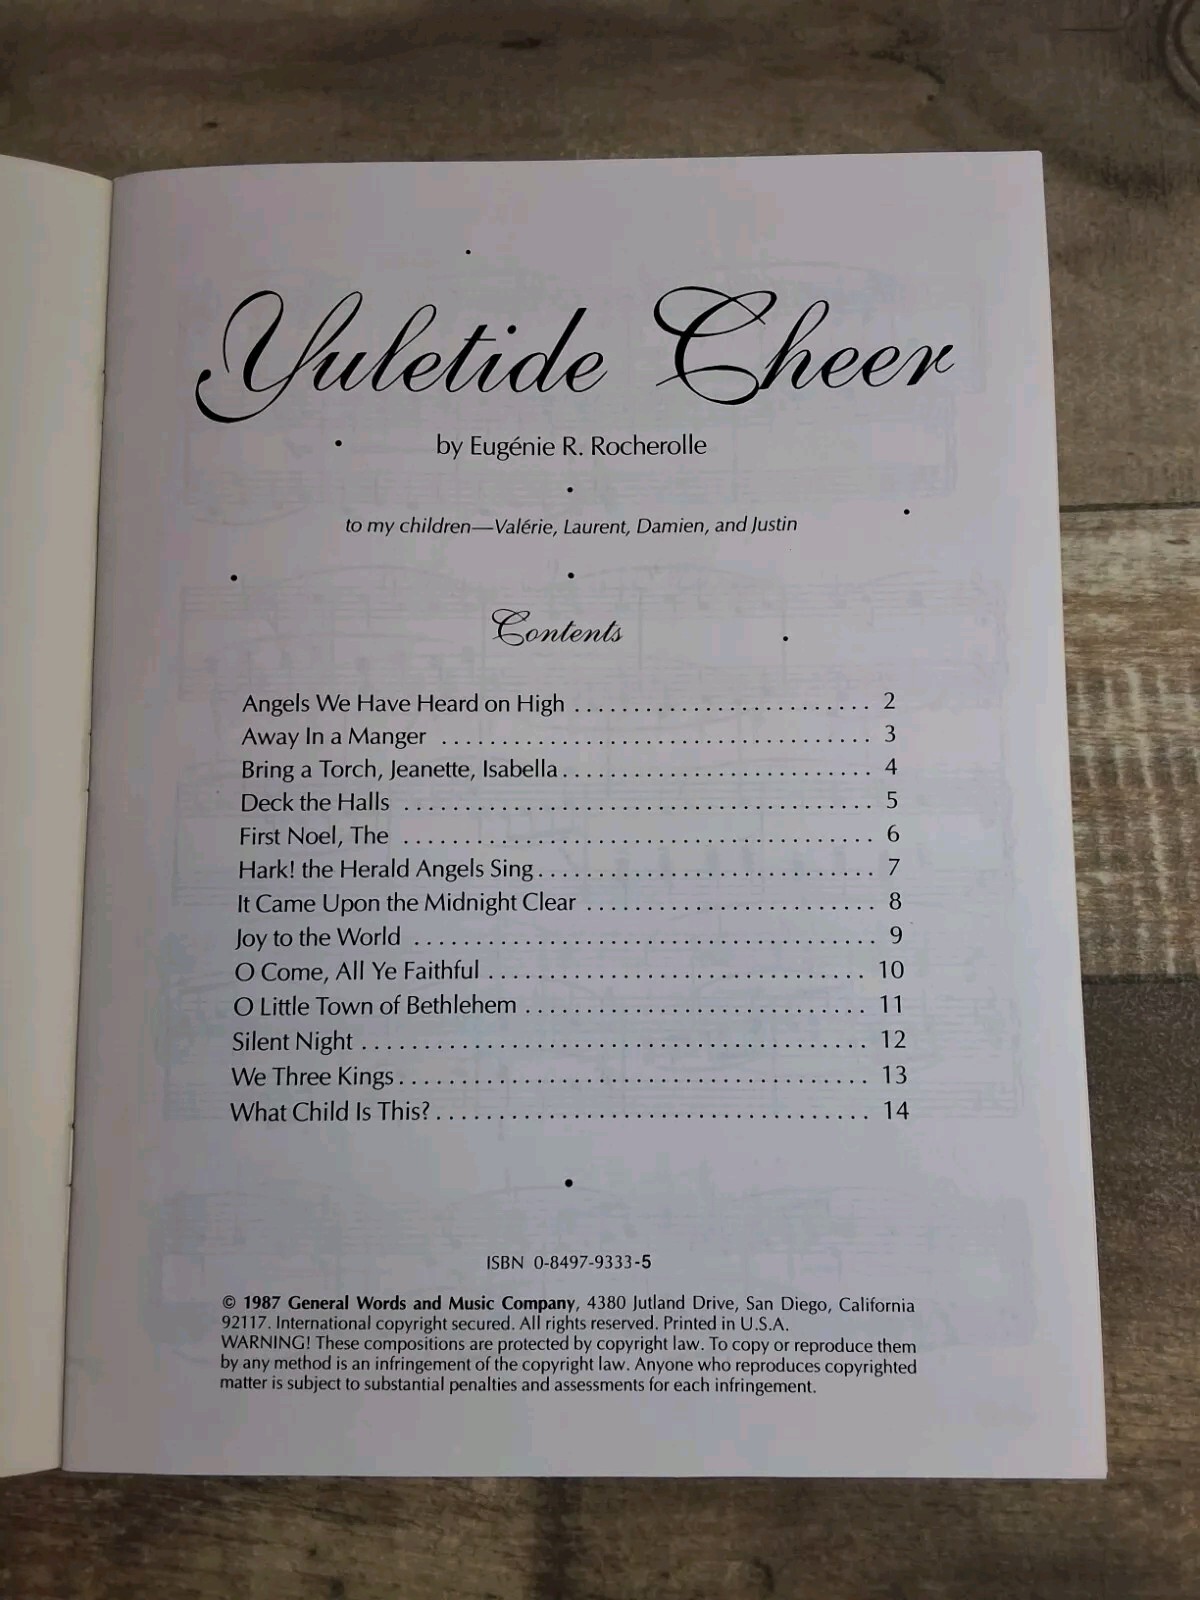 Yuletide Cheer
by Eugénie R. Rocherolle
to my children—Valérie, Laurent, Damien, and Justin
Contents
Angels We Have Heard on High . . . . . . . . . . . . . . . . . . . . . . . . . 2
Away In a Manger . . . . . . . . . . . . . . . . . . . . . . . . . . . . . . . . . . . . 3
Bring a Torch, Jeanette, Isabella . . . . . . . . . . . . . . . . . . . . . . . . . . 4
Deck the Halls . . . . . . . . . . . . . . . . . . . . . . . . . . . . . . . . . . . . . . . 5
First Noel, The . . . . . . . . . . . . . . . . . . . . . . . . . . . . . . . . . . . . . . . 6
Hark! the Herald Angels Sing . . . . . . . . . . . . . . . . . . . . . . . . . . . . 7
It Came Upon the Midnight Clear . . . . . . . . . . . . . . . . . . . . . . . . 8
Joy to the World . . . . . . . . . . . . . . . . . . . . . . . . . . . . . . . . . . . . . . 9
O Come, All Ye Faithful . . . . . . . . . . . . . . . . . . . . . . . . . . . . . . . 10
O Little Town of Bethlehem . . . . . . . . . . . . . . . . . . . . . . . . . . . . 11
Silent Night . . . . . . . . . . . . . . . . . . . . . . . . . . . . . . . . . . . . . . . . . 12
We Three Kings . . . . . . . . . . . . . . . . . . . . . . . . . . . . . . . . . . . . . . 13
What Child Is This? . . . . . . . . . . . . . . . . . . . . . . . . . . . . . . . . . . . 14
ISBN 0-8497-9333-5
© 1987 General Words and Music Company, 4380 Jutland Drive, San Diego, California
92117. International copyright secured. All rights reserved. Printed in U.S.A.
WARNING! These compositions are protected by copyright law. To copy or reproduce them
by any method is an infringement of the copyright law. Anyone who reproduces copyrighted
matter is subject to substantial penalties and assessments for each infringement.